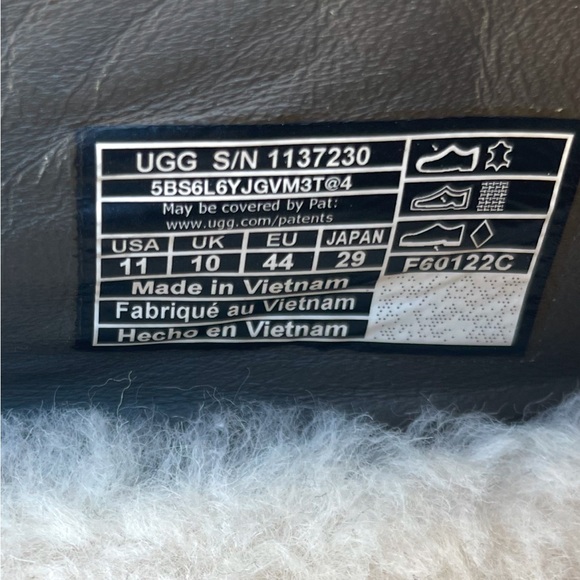 UGG S/N 1137230
5BS6L6YJGVM3T@4
May be covered by Pat:
www.ugg.com/patents
USA UK EU JAPAN
11 10 44 29
F60122C
Made in Vietnam
Fabriqué au Vietnam
Hecho en Vietnam